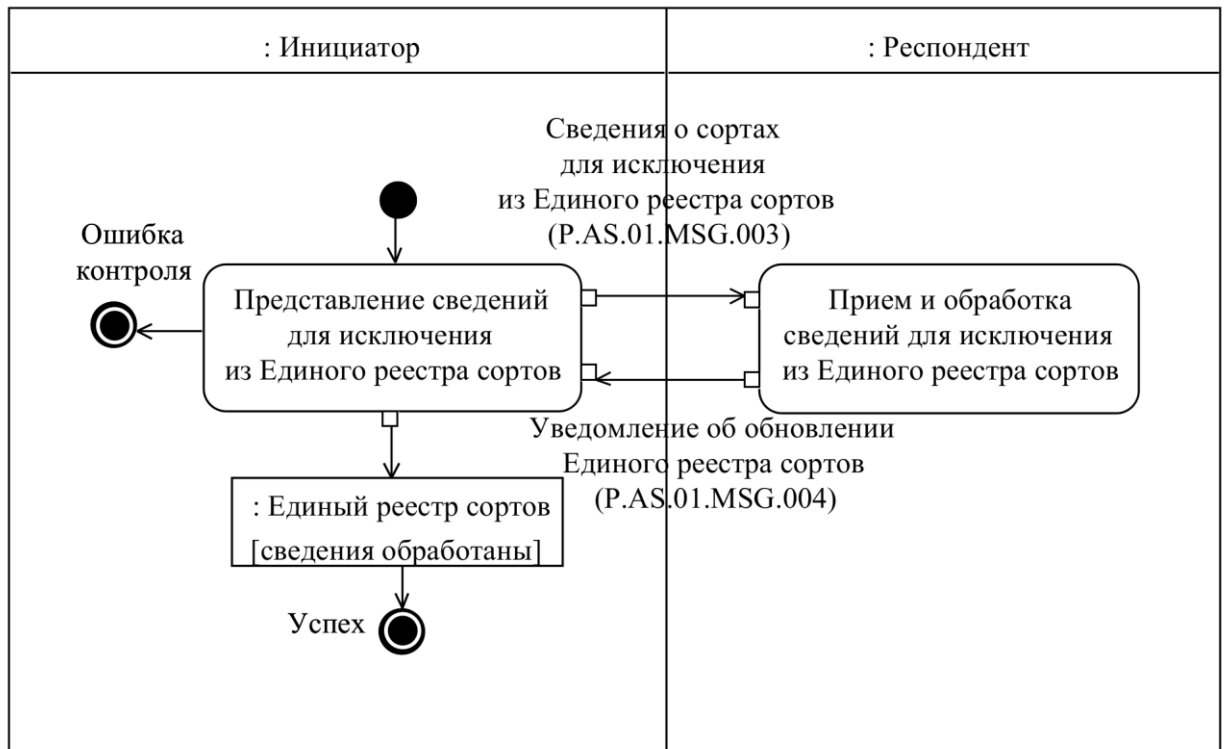 : Инициатор
: Респондент
Сведения о сортах
для исключения
из Единого реестра сортов
(P.AS.01.MSG.003)
Ошибка
контроля
Представление сведений
для исключения
из Единого реестра сортов
Прием и обработка
сведений для исключения
из Единого реестра сортов
Уведомление об обновлении
Единого реестра сортов
(P.AS.01.MSG.004)
: Единый реестр сортов
[сведения обработаны]
Успех